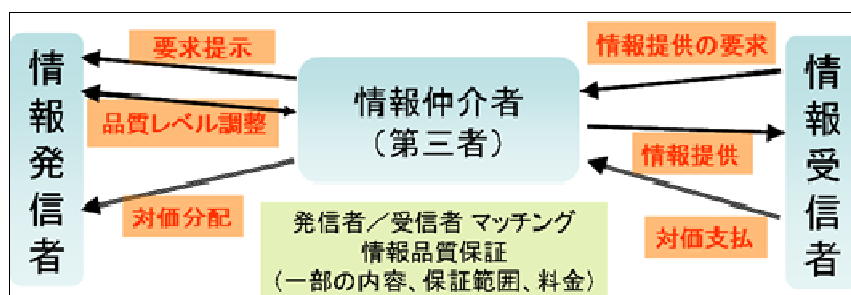 情報発信者
要求提示
品質レベル調整
対価分配
情報仲介者
（第三者）
発信者／受信者 マッチング
情報品質保証
（一部の内容、保証範囲、料金）
情報提供の要求
情報提供
対価支払
情報受信者